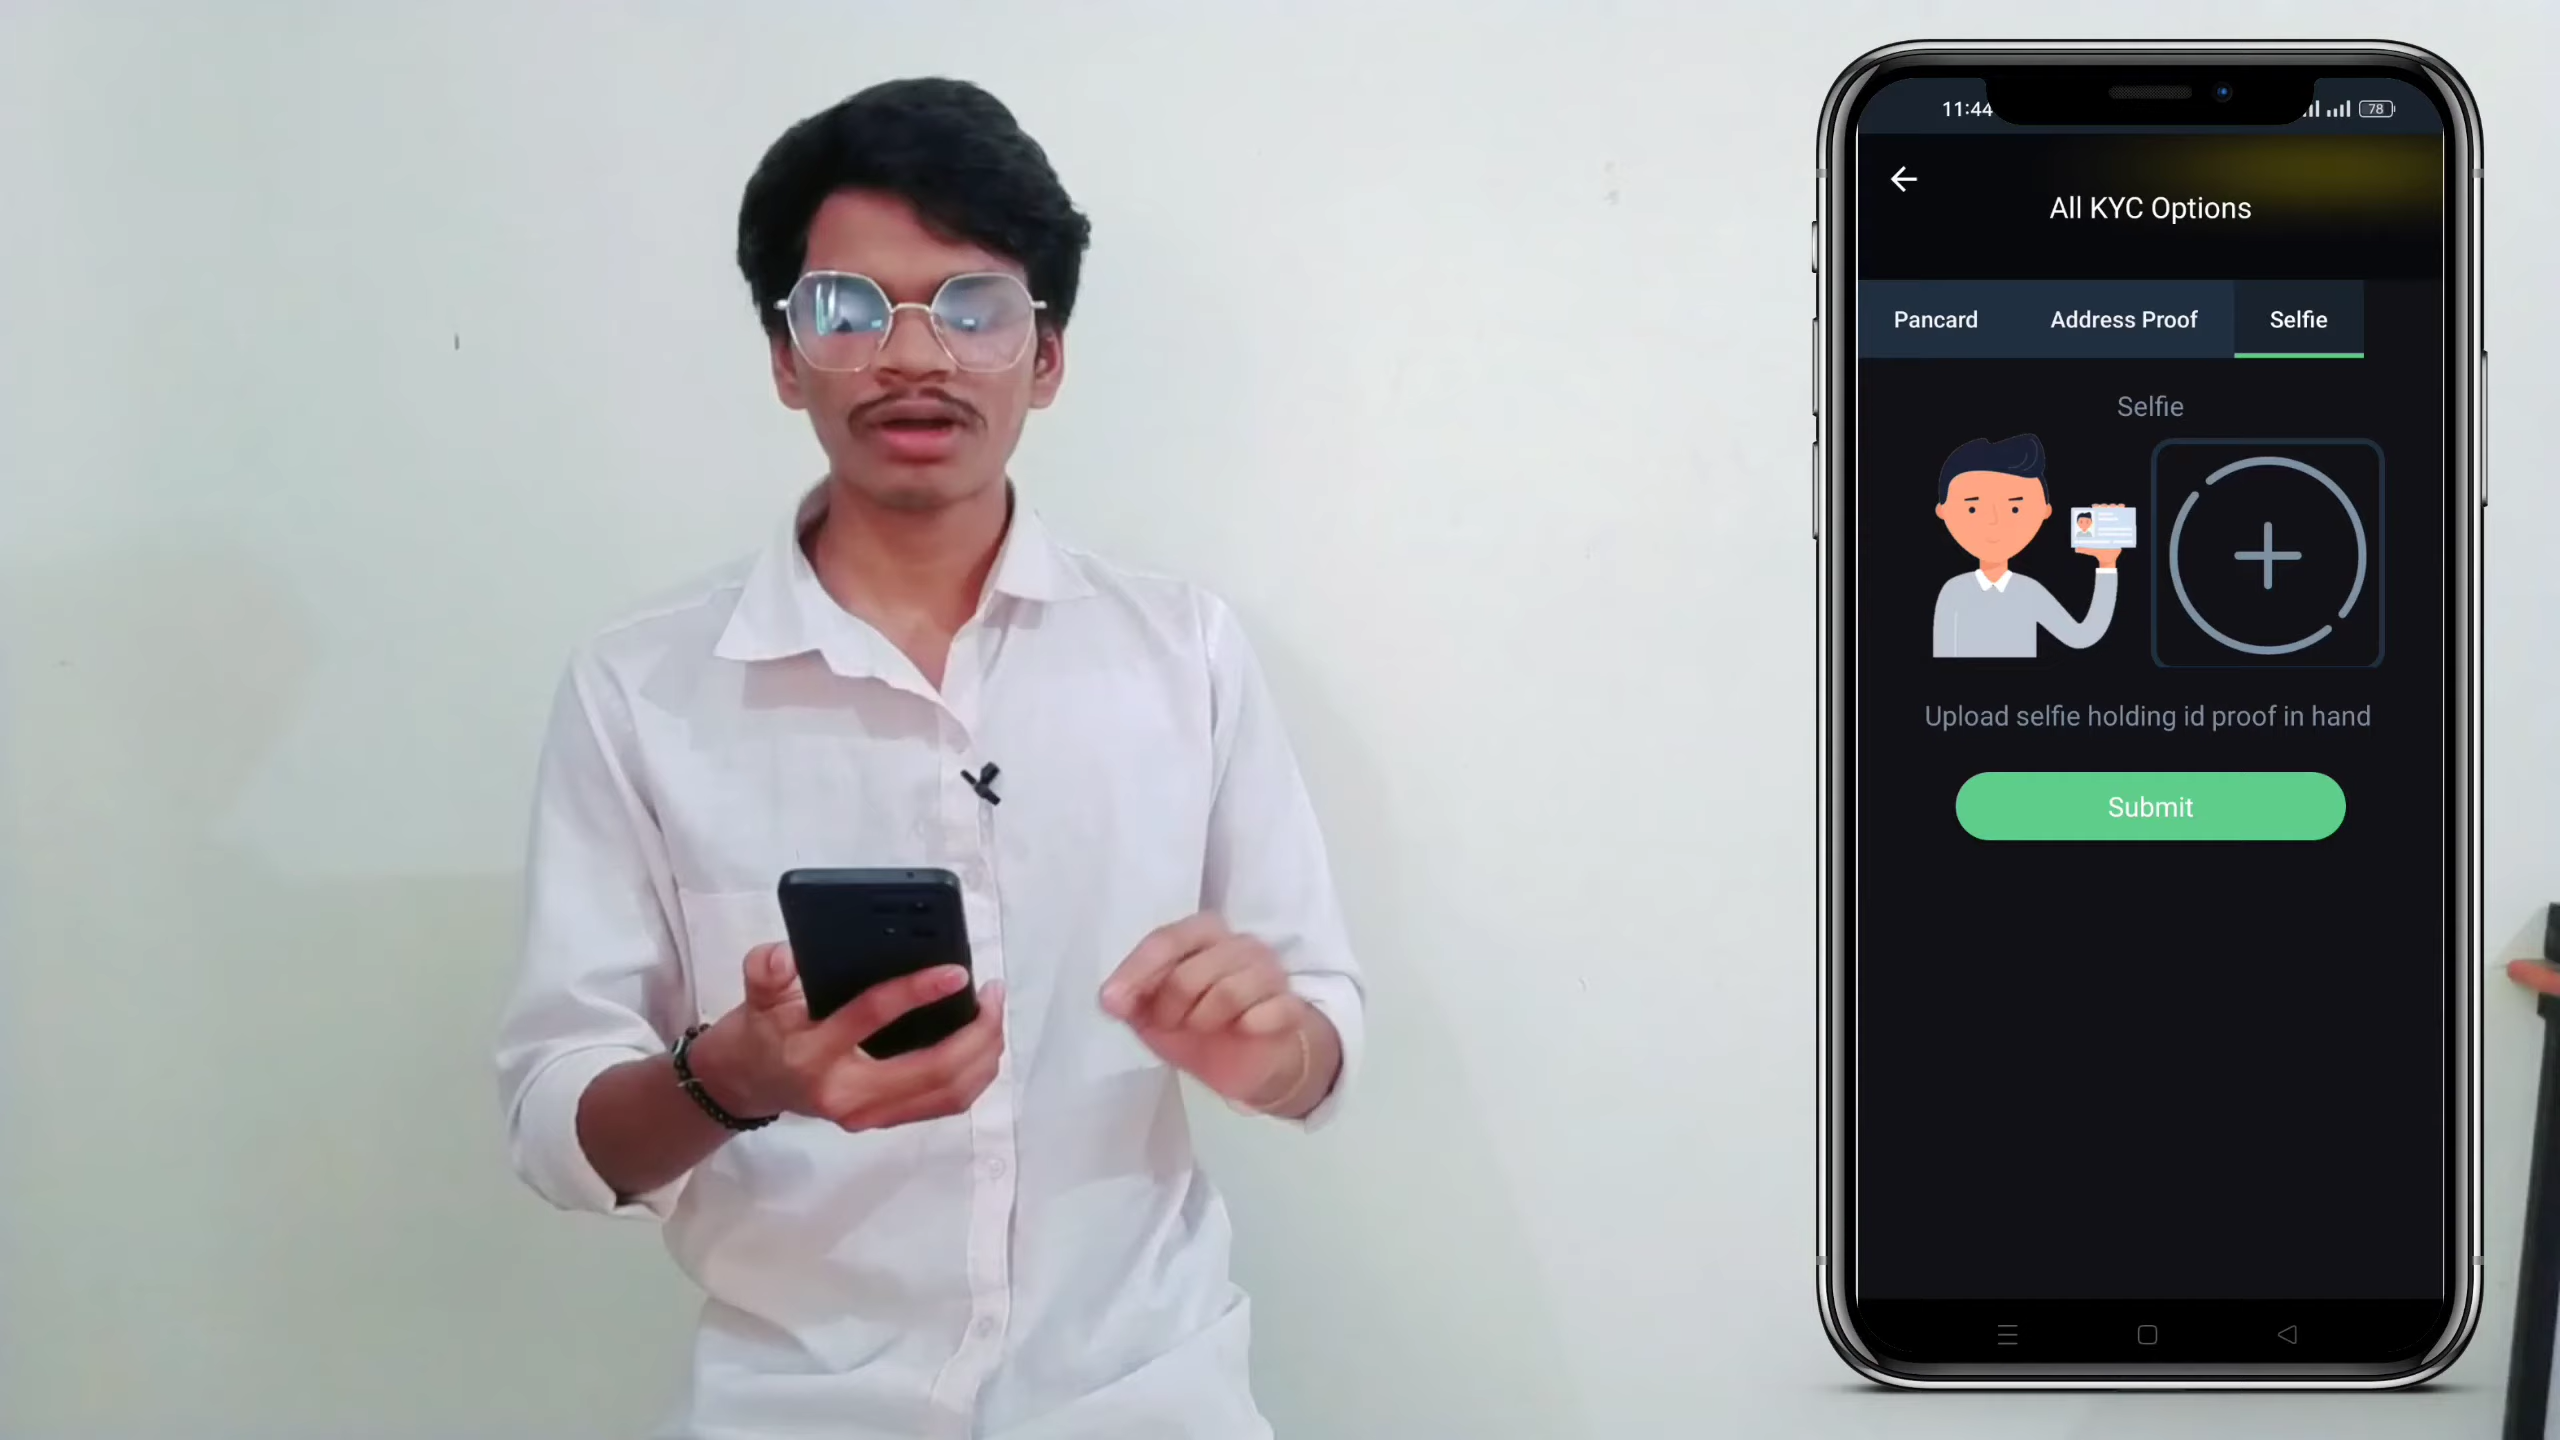 11:44
78
All KYC Options
Pancard
Address Proof
Selfie
Selfie
Upload selfie holding id proof in hand
Submit